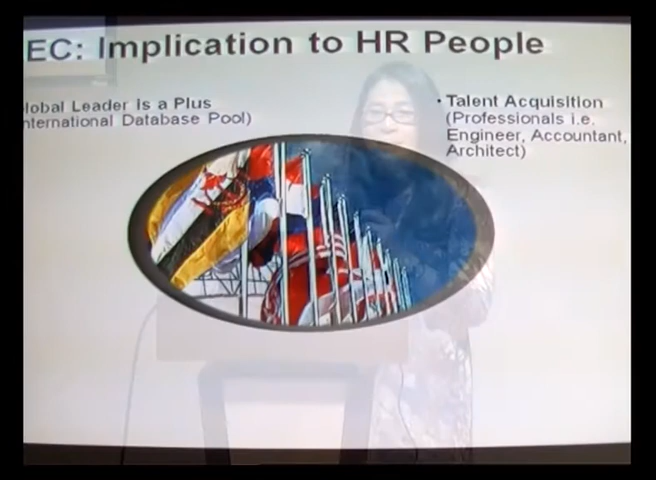 EC: Implication to HR People
lobal Leader is a Plus
nternational Database Pool)
• Talent Acquisition
(Professionals i.e.
Engineer, Accountant,
Architect)